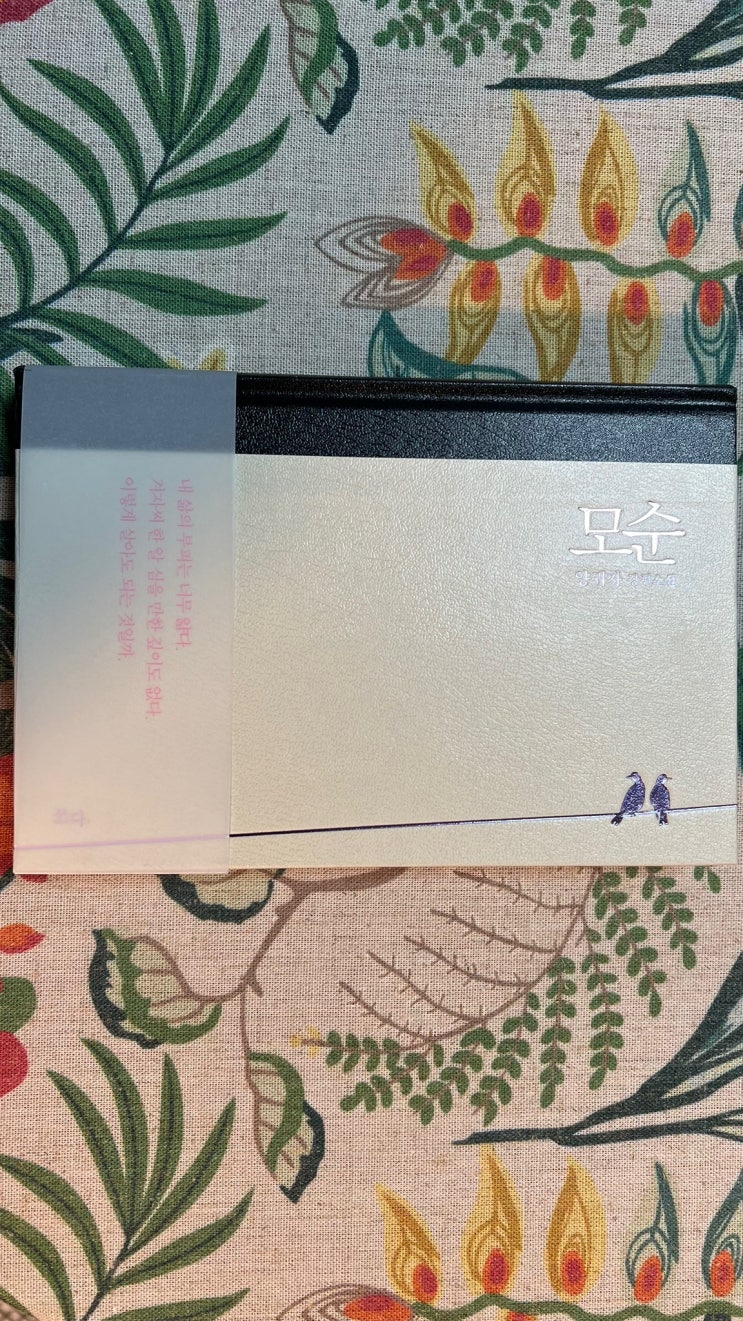 모순
양귀자 장편소설
내 삶의 부피는 너무 얇다.
겨자씨 한 알 심을 만한 깊이도 없다.
이렇게 살아도 되는 것일까.